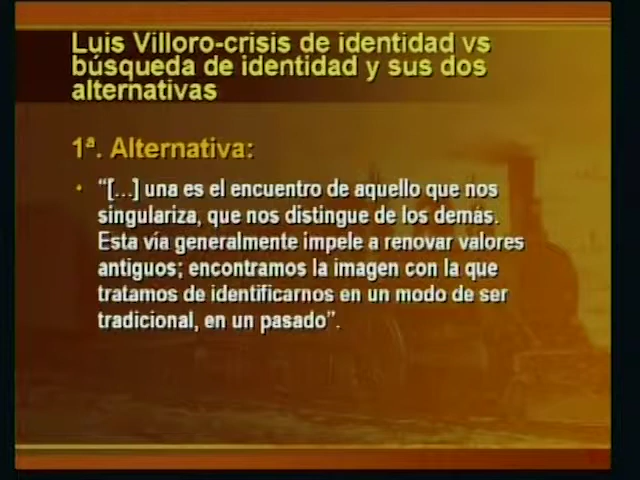 Luis Villoro-crisis de identidad vs
búsqueda de identidad y sus dos
alternativas
1ª. Alternativa:
• “[...] una es el encuentro de aquello que nos
singulariza, que nos distingue de los demás.
Esta vía generalmente impele a renovar valores
antiguos; encontramos la imagen con la que
tratamos de identificarnos en un modo de ser
tradicional, en un pasado”.